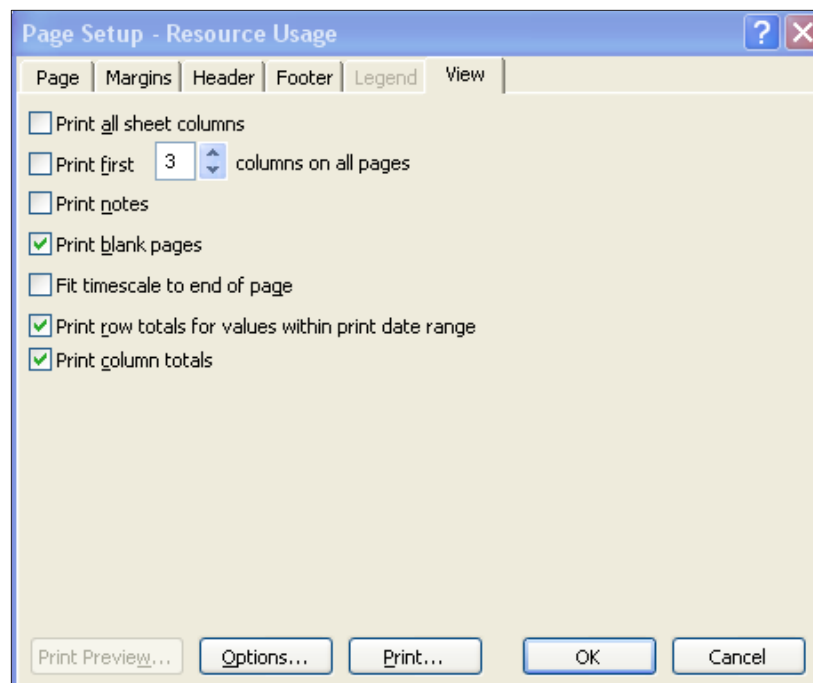 Page Setup - Resource Usage
Page Margins Header Footer Legend View
Print all sheet columns
Print first 3 columns on all pages
Print notes
Print blank pages
Fit timescale to end of page
Print row totals for values within print date range
Print column totals
Print Preview... Options... Print... OK Cancel